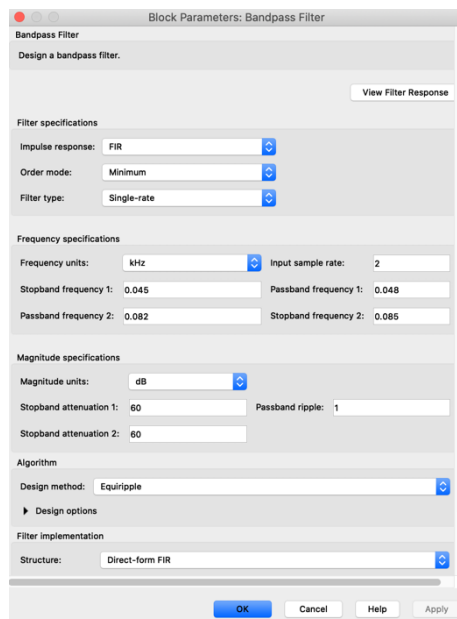 Block Parameters: Bandpass Filter
Bandpass Filter
Design a bandpass filter.
View Filter Response
Filter specifications
Impulse response: FIR
Order mode: Minimum
Filter type: Single-rate
Frequency specifications
Frequency units: kHz Input sample rate: 2
Stopband frequency 1: 0.045 Passband frequency 1: 0.048
Passband frequency 2: 0.082 Stopband frequency 2: 0.085
Magnitude specifications
Magnitude units: dB
Stopband attenuation 1: 60 Passband ripple: 1
Stopband attenuation 2: 60
Algorithm
Design method: Equiripple
Design options
Filter implementation
Structure: Direct-form FIR
OK Cancel Help Apply